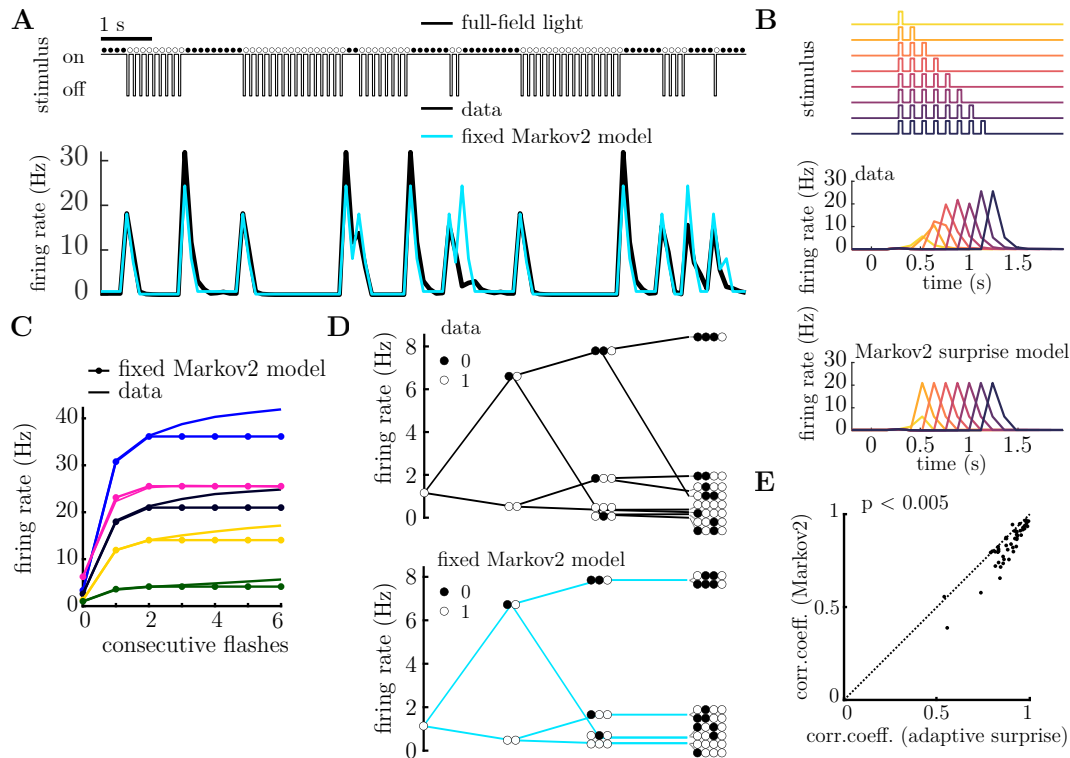 A
1 s
full-field light
stimulus
on
off
data
fixed Markov2 model
firing rate (Hz)
30
20
10
0
B
stimulus
data
firing rate (Hz)
30
20
10
0
0 0.5 1 1.5
time (s)
Markov2 surprise model
firing rate (Hz)
30
20
10
0
0 0.5 1 1.5
time (s)
C
fixed Markov2 model
data
firing rate (Hz)
40
30
20
10
0
0 2 4 6
consecutive flashes
D
data
0
1
firing rate (Hz)
8
6
4
2
0
fixed Markov2 model
0
1
firing rate (Hz)
8
6
4
2
0
E
p < 0.005
corr.coeff. (Markov2)
1
0.5
0
0 0.5 1
corr.coeff. (adaptive surprise)